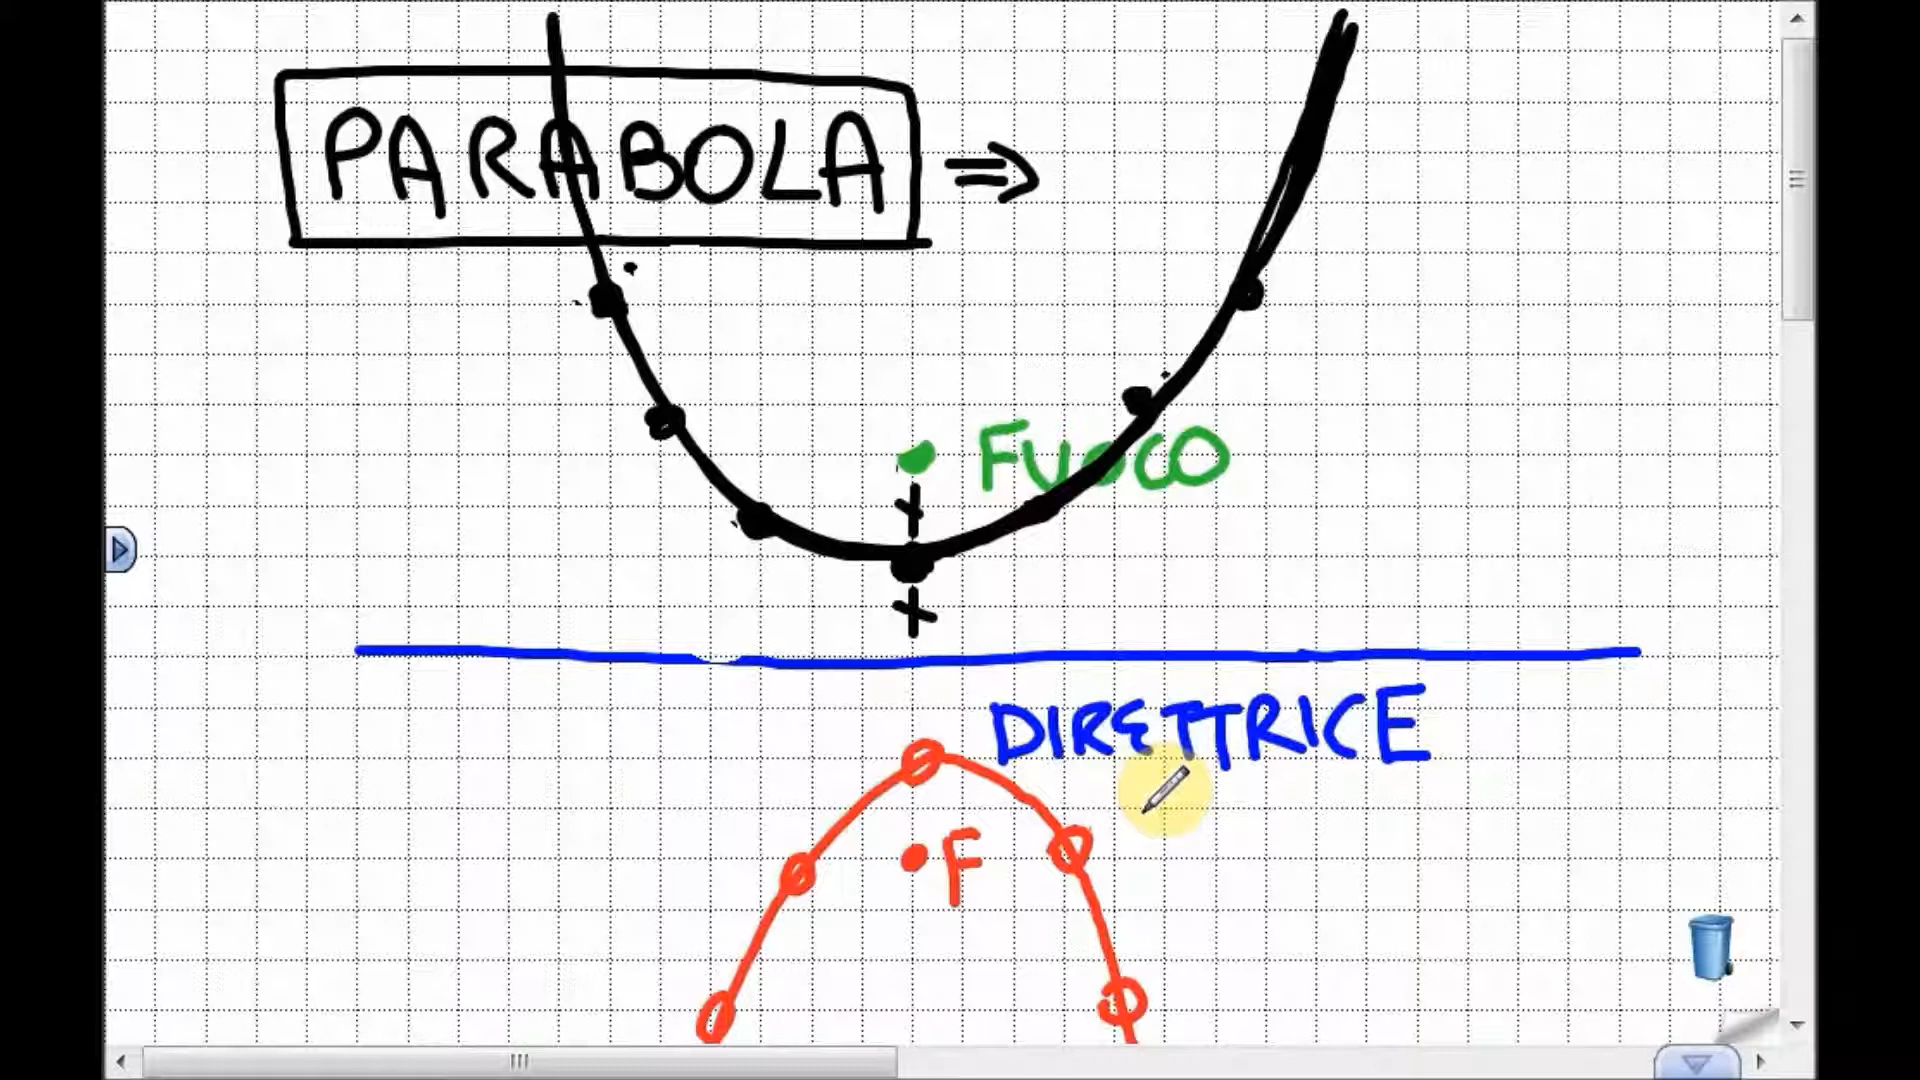 PARABOLA ⇒
FUOCO
DIRETTRICE
F